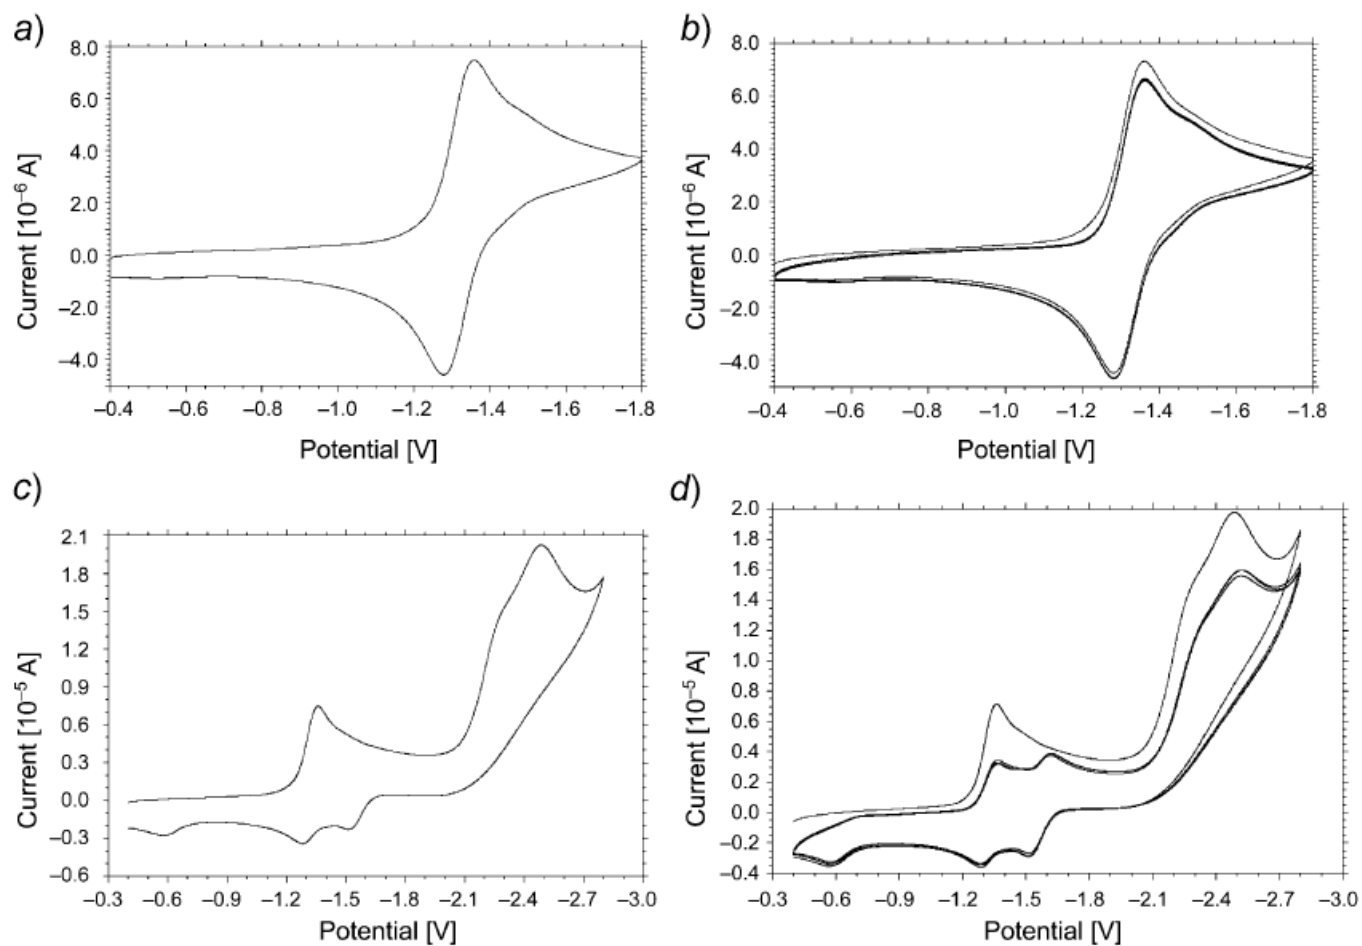 a)
8.0
6.0
4.0
2.0
0.0
–2.0
–4.0
Current [10⁻⁶ A]
–0.4 –0.6 –0.8 –1.0 –1.2 –1.4 –1.6 –1.8
Potential [V]
b)
8.0
6.0
4.0
2.0
0.0
–2.0
–4.0
Current [10⁻⁶ A]
–0.4 –0.6 –0.8 –1.0 –1.2 –1.4 –1.6 –1.8
Potential [V]
c)
2.1
1.8
1.5
1.2
0.9
0.6
0.3
0.0
–0.3
–0.6
Current [10⁻⁵ A]
–0.3 –0.6 –0.9 –1.2 –1.5 –1.8 –2.1 –2.4 –2.7 –3.0
Potential [V]
d)
2.0
1.8
1.6
1.4
1.2
1.0
0.8
0.6
0.4
0.2
0.0
–0.2
–0.4
Current [10⁻⁵ A]
–0.3 –0.6 –0.9 –1.2 –1.5 –1.8 –2.1 –2.4 –2.7 –3.0
Potential [V]